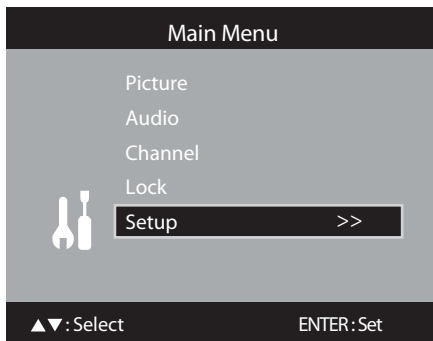 Main Menu
Picture
Audio
Channel
Lock
Setup >>
▲▼: Select ENTER: Set